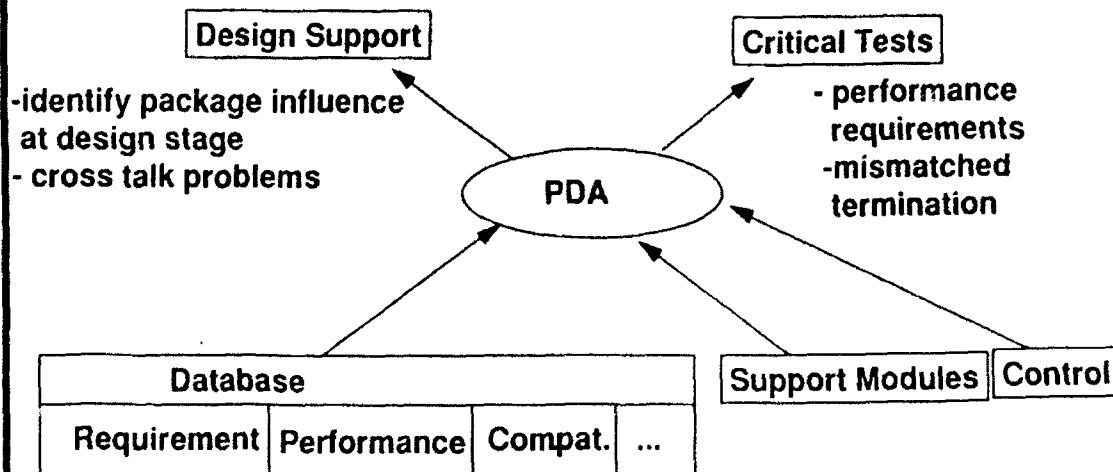 Design Support
-identify package influence
at design stage
- cross talk problems
Critical Tests
- performance
requirements
-mismatched
termination
PDA
Database
Requirement Performance Compat. ...
Support Modules
Control